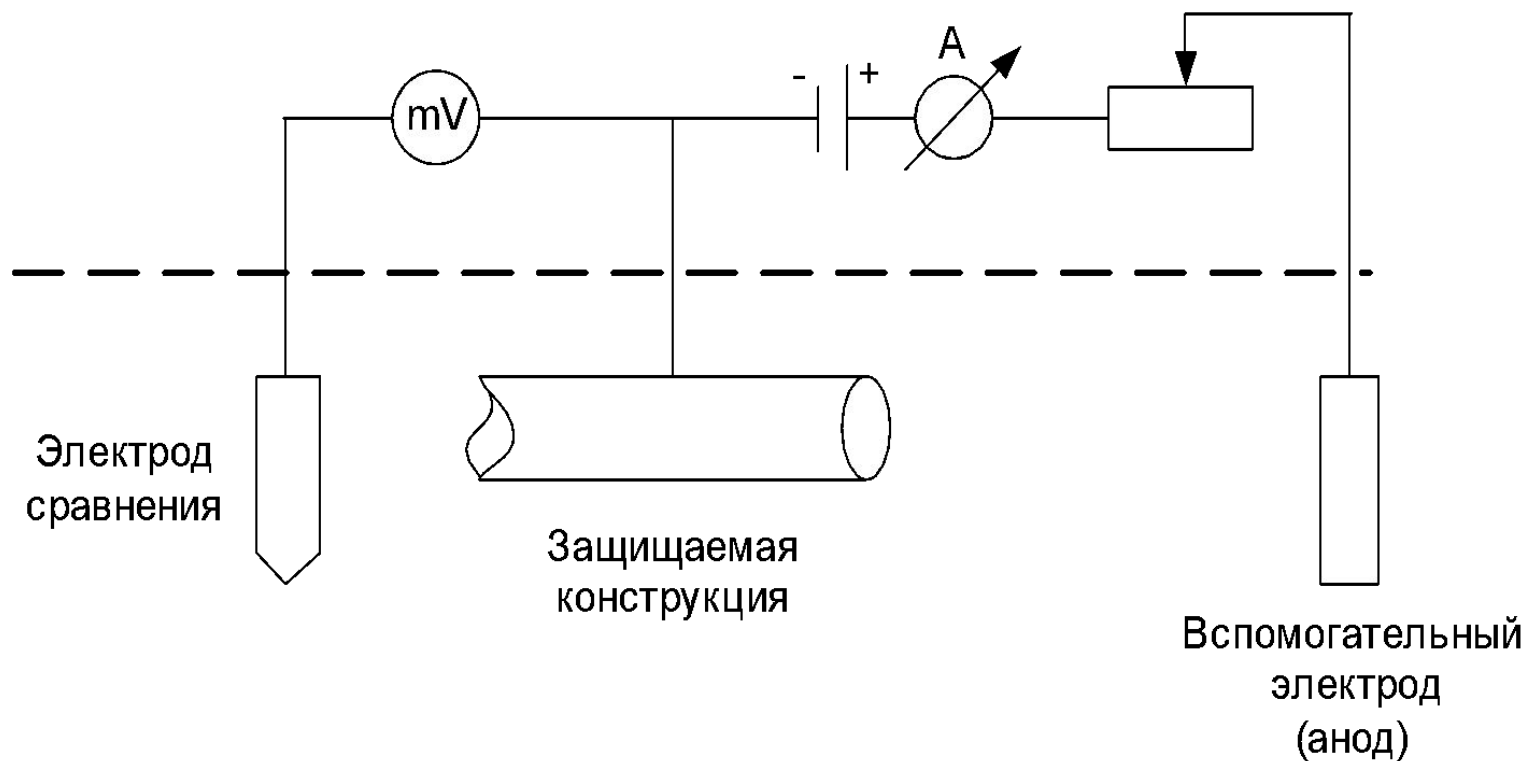 A
- +
mV
Электрод
сравнения
Защищаемая
конструкция
Вспомогательный
электрод
(анод)